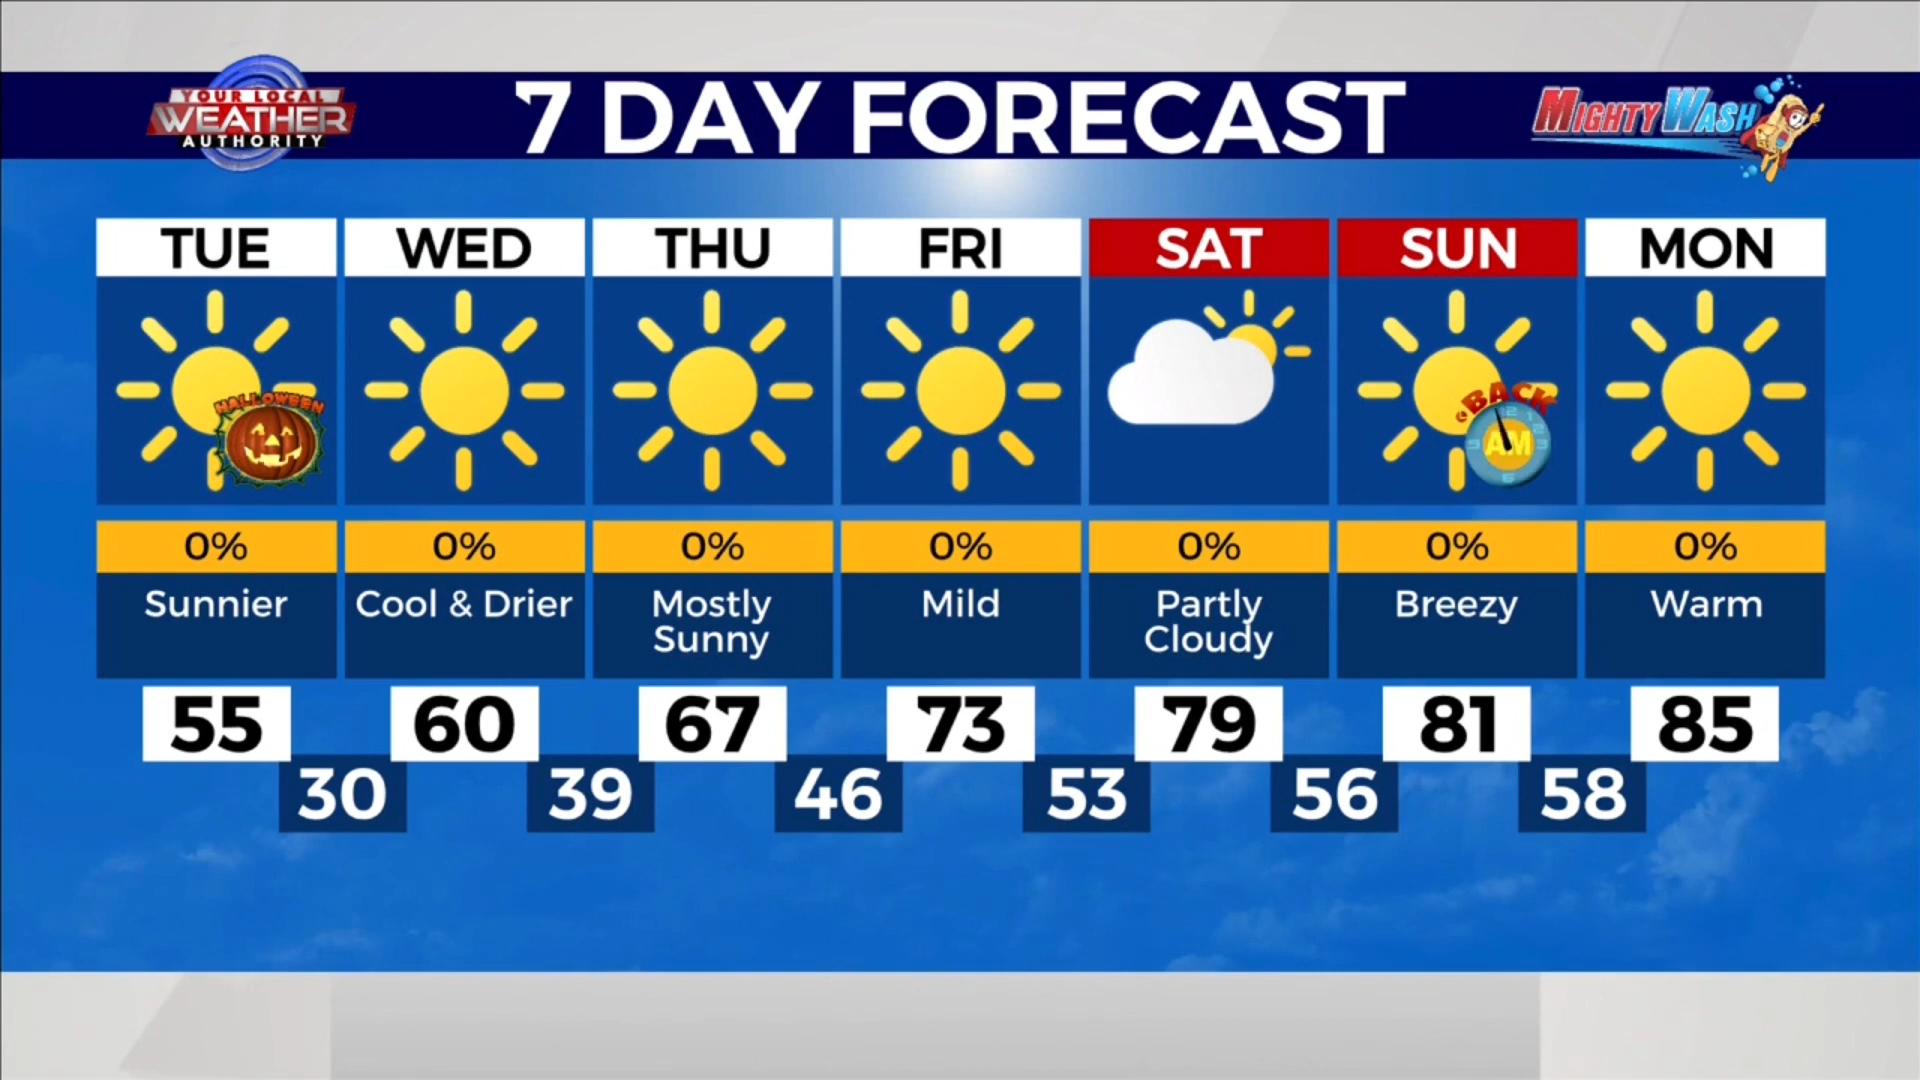 YOUR LOCAL
WEATHER
AUTHORITY
7 DAY FORECAST
MIGHTY WASH
TUE
WED
THU
FRI
SAT
SUN
MON
HALLOWEEN
BACK
AM
0%
0%
0%
0%
0%
0%
0%
Sunnier
Cool & Drier
Mostly
Sunny
Mild
Partly
Cloudy
Breezy
Warm
55
60
67
73
79
81
85
30
39
46
53
56
58